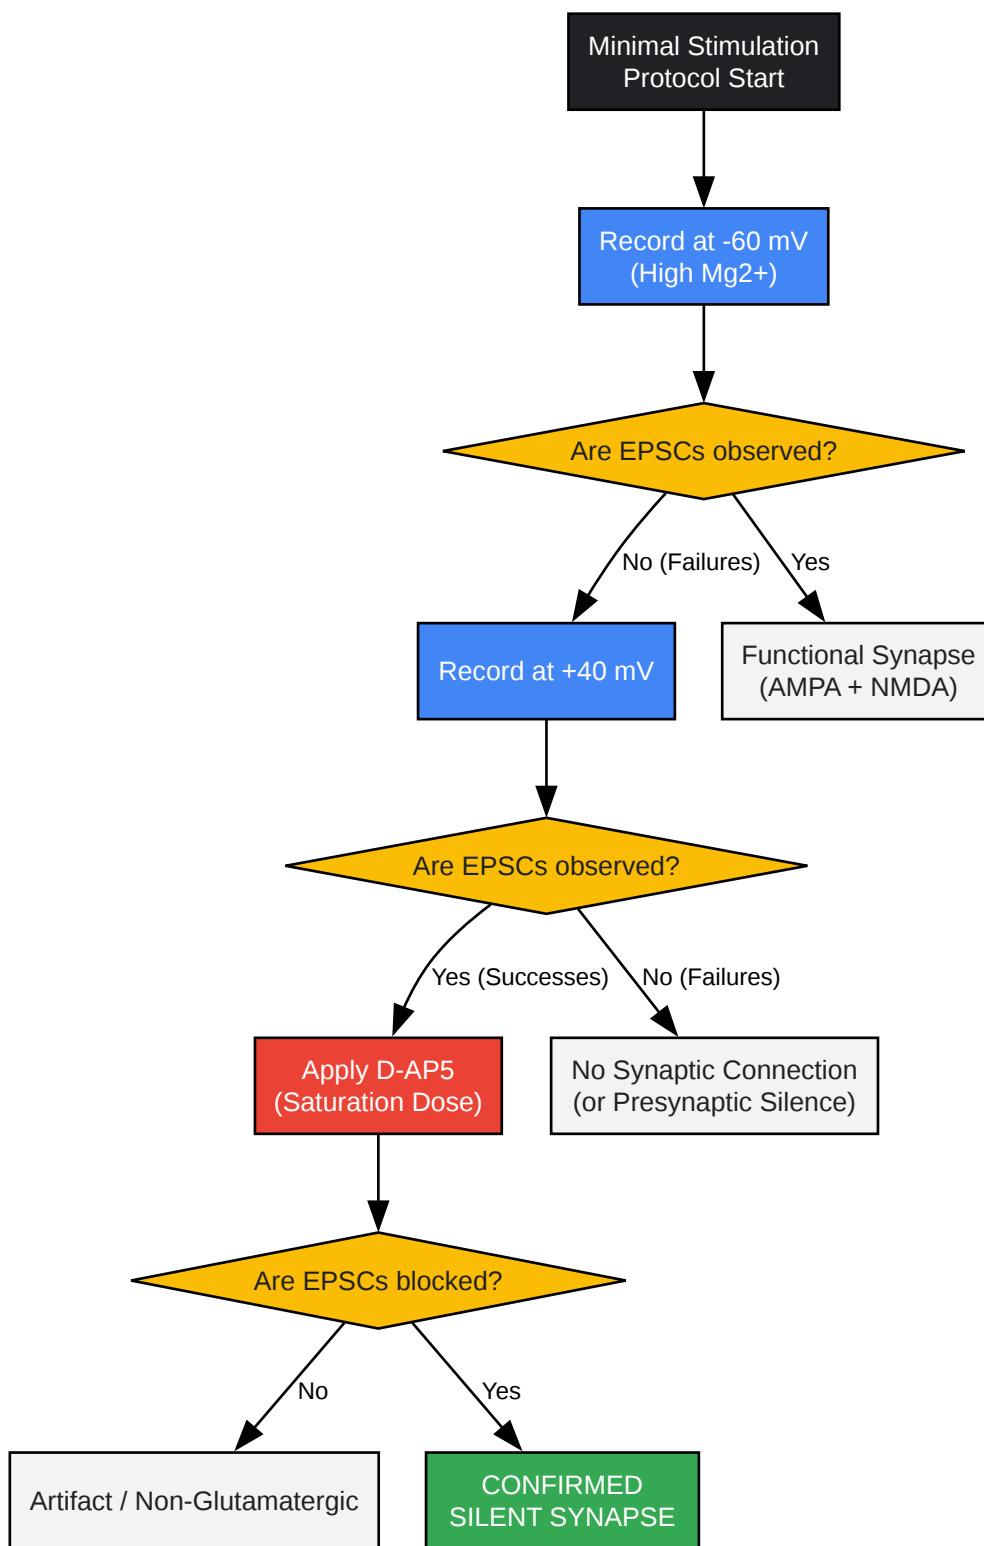 Minimal Stimulation
Protocol Start
Record at -60 mV
(High Mg2+)
Are EPSCs observed?
No (Failures)
Yes
Record at +40 mV
Functional Synapse
(AMPA + NMDA)
Are EPSCs observed?
Yes (Successes)
No (Failures)
Apply D-AP5
(Saturation Dose)
No Synaptic Connection
(or Presynaptic Silence)
Are EPSCs blocked?
No
Yes
Artifact / Non-Glutamatergic
CONFIRMED
SILENT SYNAPSE